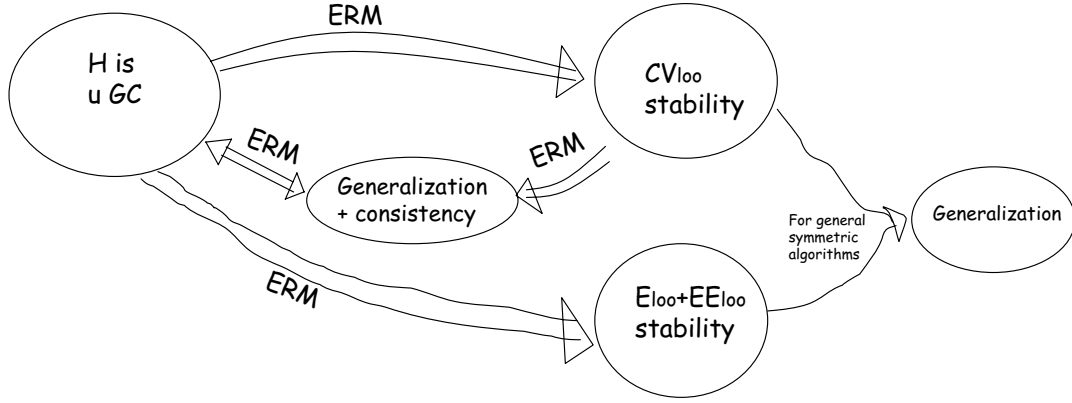 ERM
H is
u GC
CVloo
stability
ERM
ERM
Generalization
+ consistency
Generalization
For general
symmetric
algorithms
ERM
Eloo+EEloo
stability